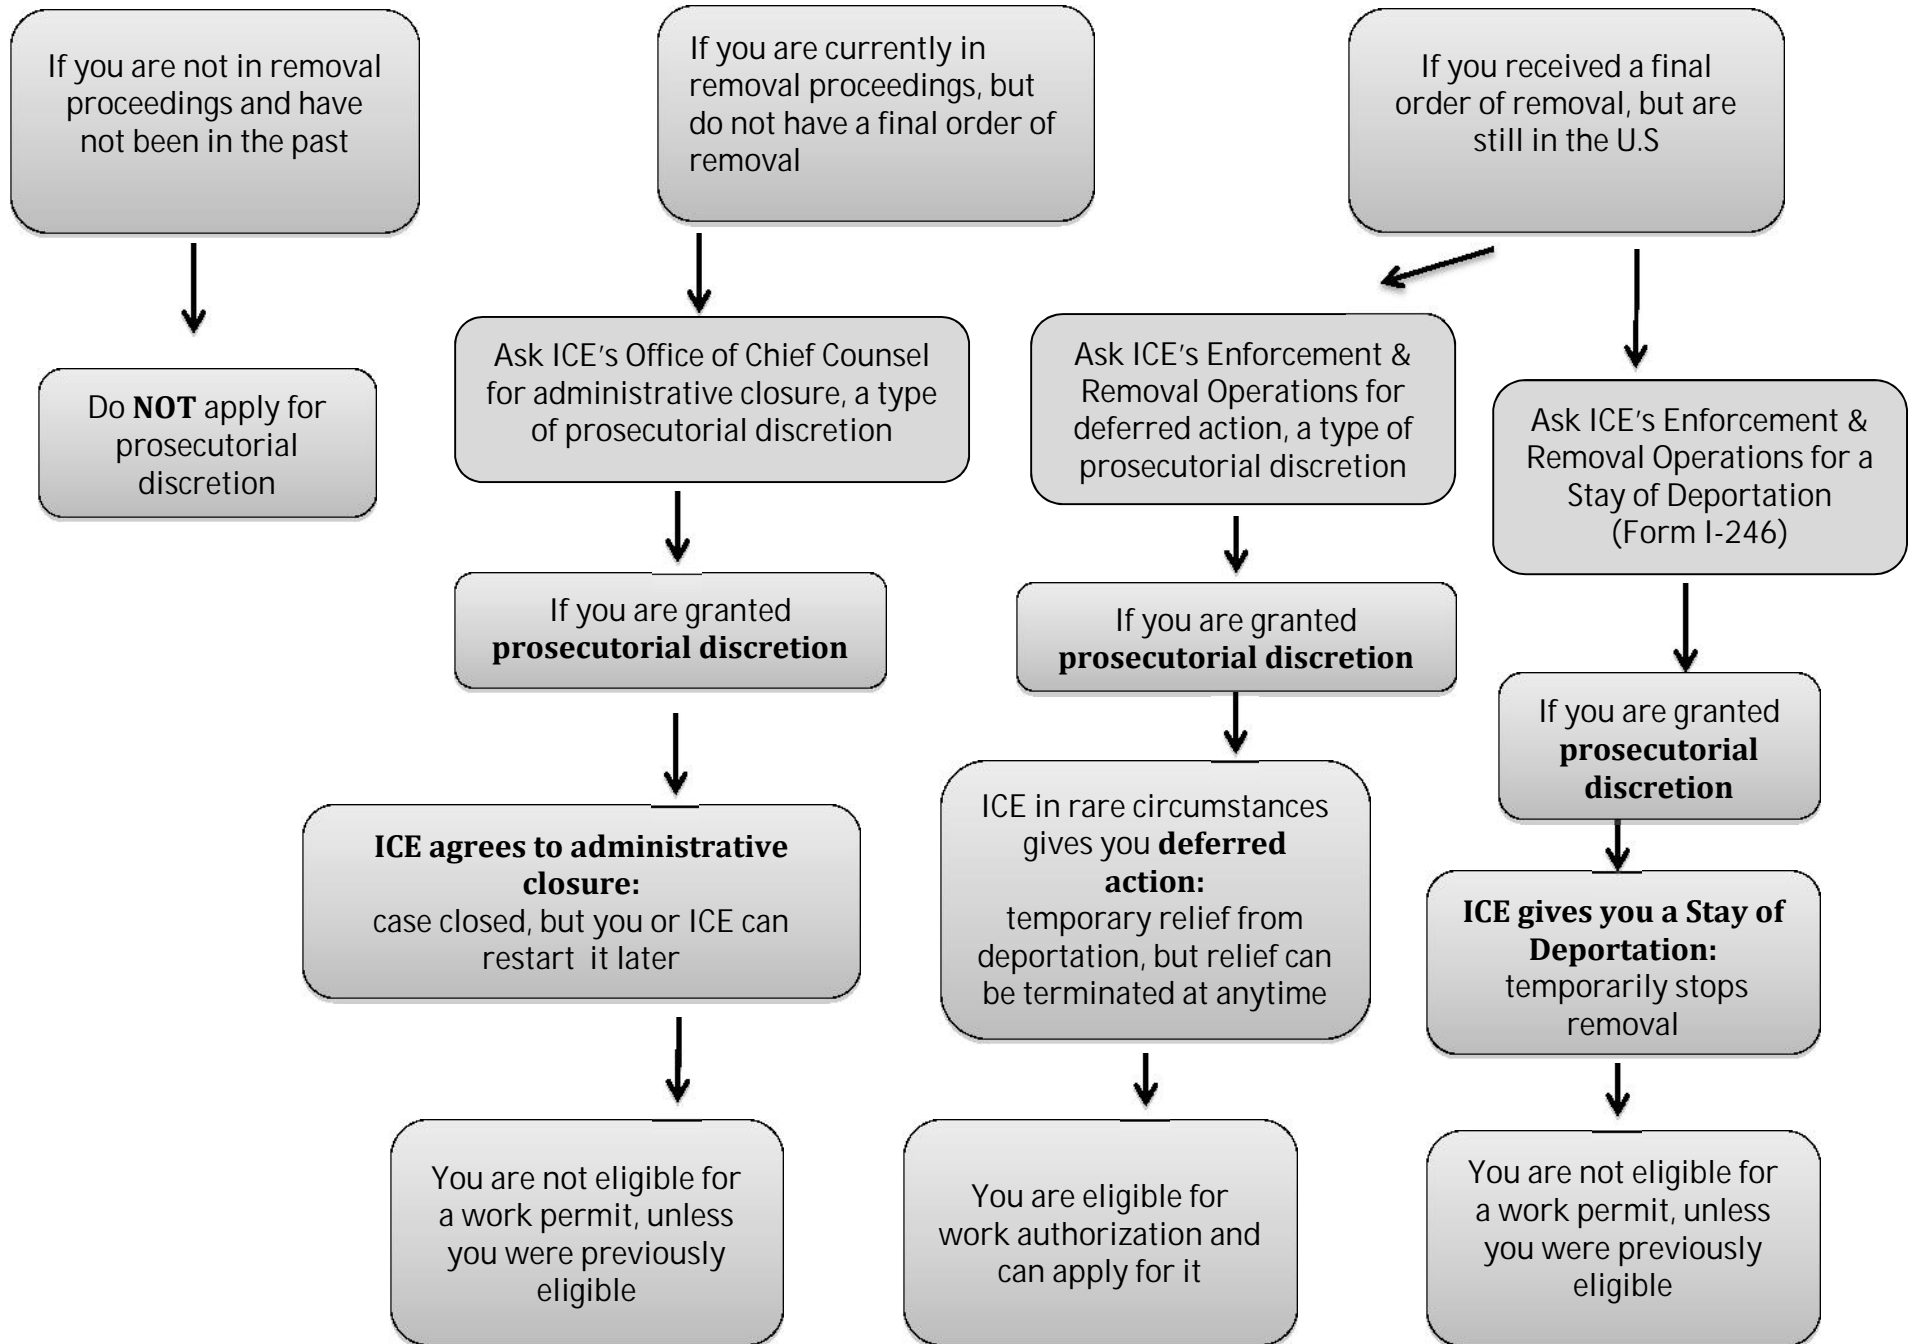 If you are not in removal
proceedings and have
not been in the past
Do NOT apply for
prosecutorial
discretion
If you are currently in
removal proceedings, but
do not have a final order of
removal
Ask ICE's Office of Chief Counsel
for administrative closure, a type
of prosecutorial discretion
If you are granted
prosecutorial discretion
ICE agrees to administrative
closure:
case closed, but you or ICE can
restart it later
You are not eligible for
a work permit, unless
you were previously
eligible
If you received a final
order of removal, but are
still in the U.S
Ask ICE's Enforcement &
Removal Operations for
deferred action, a type of
prosecutorial discretion
If you are granted
prosecutorial discretion
ICE in rare circumstances
gives you deferred
action:
temporary relief from
deportation, but relief can
be terminated at anytime
You are eligible for
work authorization and
can apply for it
Ask ICE's Enforcement &
Removal Operations for a
Stay of Deportation
(Form I-246)
If you are granted
prosecutorial
discretion
ICE gives you a Stay of
Deportation:
temporarily stops
removal
You are not eligible for
a work permit, unless
you were previously
eligible